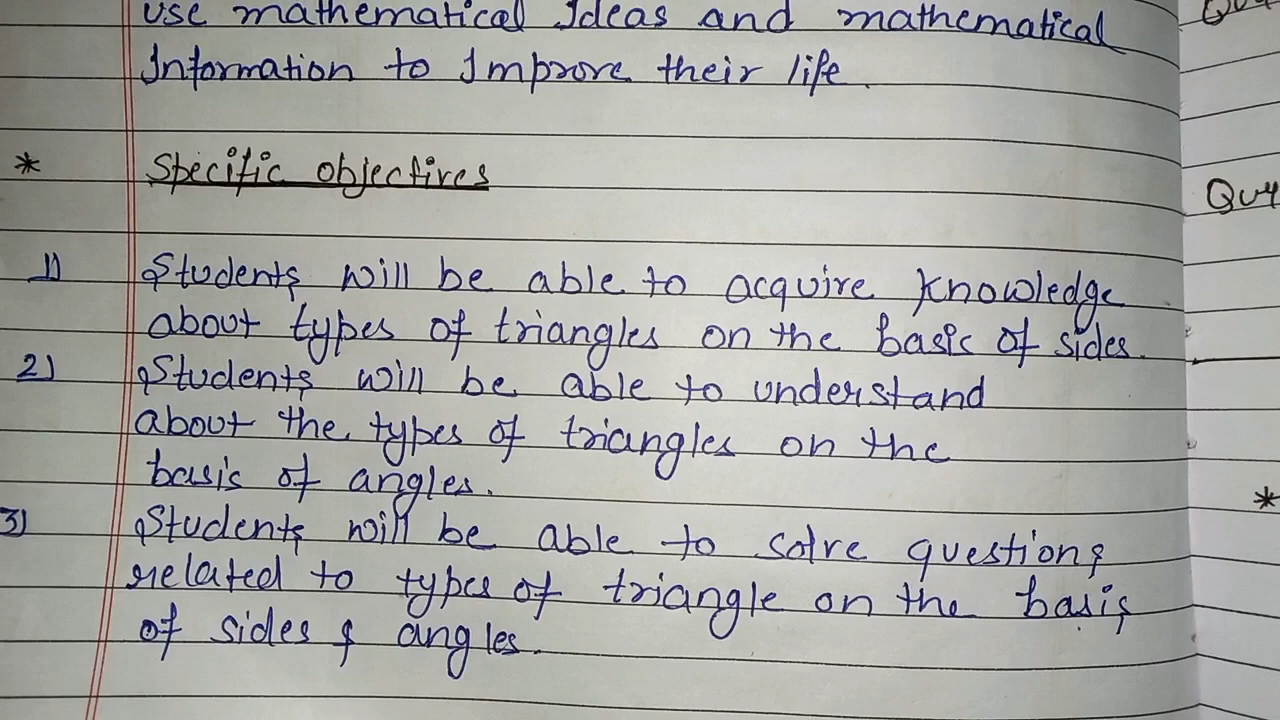 use mathematical Ideas and mathematical
Information to Improve their life.
* Specific objectives
1) Students will be able to acquire knowledge
about types of triangles on the basis of sides.
2) Students will be able to understand
about the types of triangles on the
basis of angles.
3) Students will be able to solve questions
related to types of triangle on the basis
of sides & angles.
Qu4
*